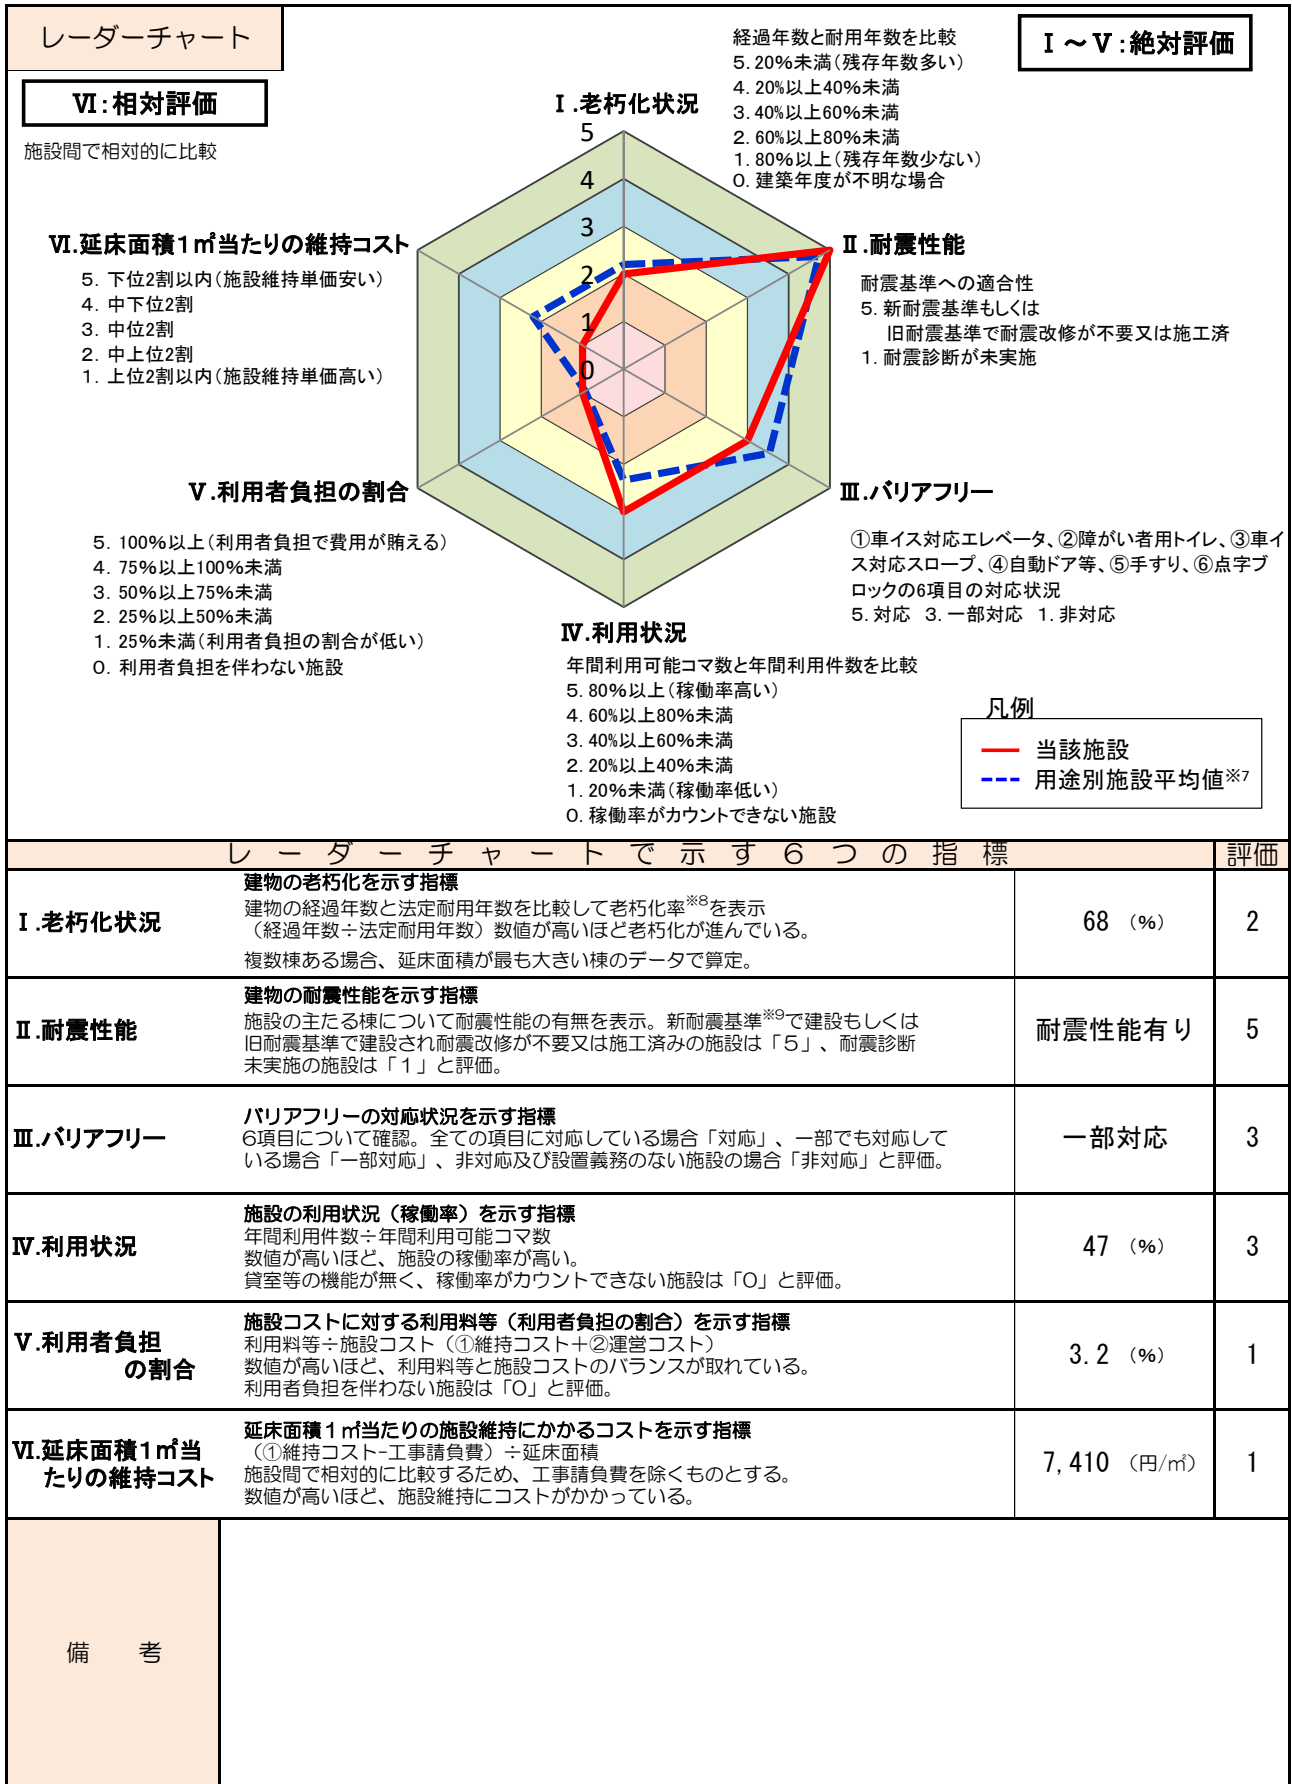 レーダーチャート
Ⅰ～Ⅴ:絶対評価
Ⅵ:相対評価
施設間で相対的に比較
経過年数と耐用年数を比較
5.20%未満(残存年数多い)
4.20%以上40%未満
3.40%以上60%未満
2.60%以上80%未満
1.80%以上(残存年数少ない)
0.建築年度が不明な場合
Ⅰ.老朽化状況
5
4
3
2
1
0
Ⅵ.延床面積1㎡当たりの維持コスト
5.下位2割以内(施設維持単価安い)
4.中下位2割
3.中位2割
2.中上位2割
1.上位2割以内(施設維持単価高い)
Ⅱ.耐震性能
耐震基準への適合性
5.新耐震基準もしくは
旧耐震基準で耐震改修が不要又は施工済
1.耐震診断が未実施
Ⅴ.利用者負担の割合
5.100%以上(利用者負担で費用が賄える)
4.75%以上100%未満
3.50%以上75%未満
2.25%以上50%未満
1.25%未満(利用者負担の割合が低い)
0.利用者負担を伴わない施設
Ⅲ.バリアフリー
①車イス対応エレベータ、②障がい者用トイレ、③車イ
ス対応スロープ、④自動ドア等、⑤手すり、⑥点字ブ
ロックの6項目の対応状況
5.対応 3.一部対応 1.非対応
Ⅳ.利用状況
年間利用可能コマ数と年間利用件数を比較
5.80%以上(稼働率高い)
4.60%以上80%未満
3.40%以上60%未満
2.20%以上40%未満
1.20%未満(稼働率低い)
0.稼働率がカウントできない施設
凡例
当該施設
用途別施設平均値※7
レーダーチャートで示す6つの指標 評価
Ⅰ.老朽化状況
建物の老朽化を示す指標
建物の経過年数と法定耐用年数を比較して老朽化率※8を表示
(経過年数÷法定耐用年数)数値が高いほど老朽化が進んでいる。
複数棟ある場合、延床面積が最も大きい棟のデータで算定。
68 (%) 2
Ⅱ.耐震性能
建物の耐震性能を示す指標
施設の主たる棟について耐震性能の有無を表示。新耐震基準※9で建設もしくは
旧耐震基準で建設され耐震改修が不要又は施工済みの施設は「5」、耐震診断
未実施の施設は「1」と評価。
耐震性能有り 5
Ⅲ.バリアフリー
バリアフリーの対応状況を示す指標
6項目について確認。全ての項目に対応している場合「対応」、一部でも対応して
いる場合「一部対応」、非対応及び設置義務のない施設の場合「非対応」と評価。
一部対応 3
Ⅳ.利用状況
施設の利用状況(稼働率)を示す指標
年間利用件数÷年間利用可能コマ数
数値が高いほど、施設の稼働率が高い。
貸室等の機能が無く、稼働率がカウントできない施設は「0」と評価。
47 (%) 3
Ⅴ.利用者負担
の割合
施設コストに対する利用料等(利用者負担の割合)を示す指標
利用料等÷施設コスト(①維持コスト+②運営コスト)
数値が高いほど、利用料等と施設コストのバランスが取れている。
利用者負担を伴わない施設は「0」と評価。
3.2 (%) 1
Ⅵ.延床面積1㎡当
たりの維持コスト
延床面積1㎡当たりの施設維持にかかるコストを示す指標
(①維持コスト-工事請負費)÷延床面積
施設間で相対的に比較するため、工事請負費を除くものとする。
数値が高いほど、施設維持にコストがかかっている。
7,410 (円/㎡) 1
備 考